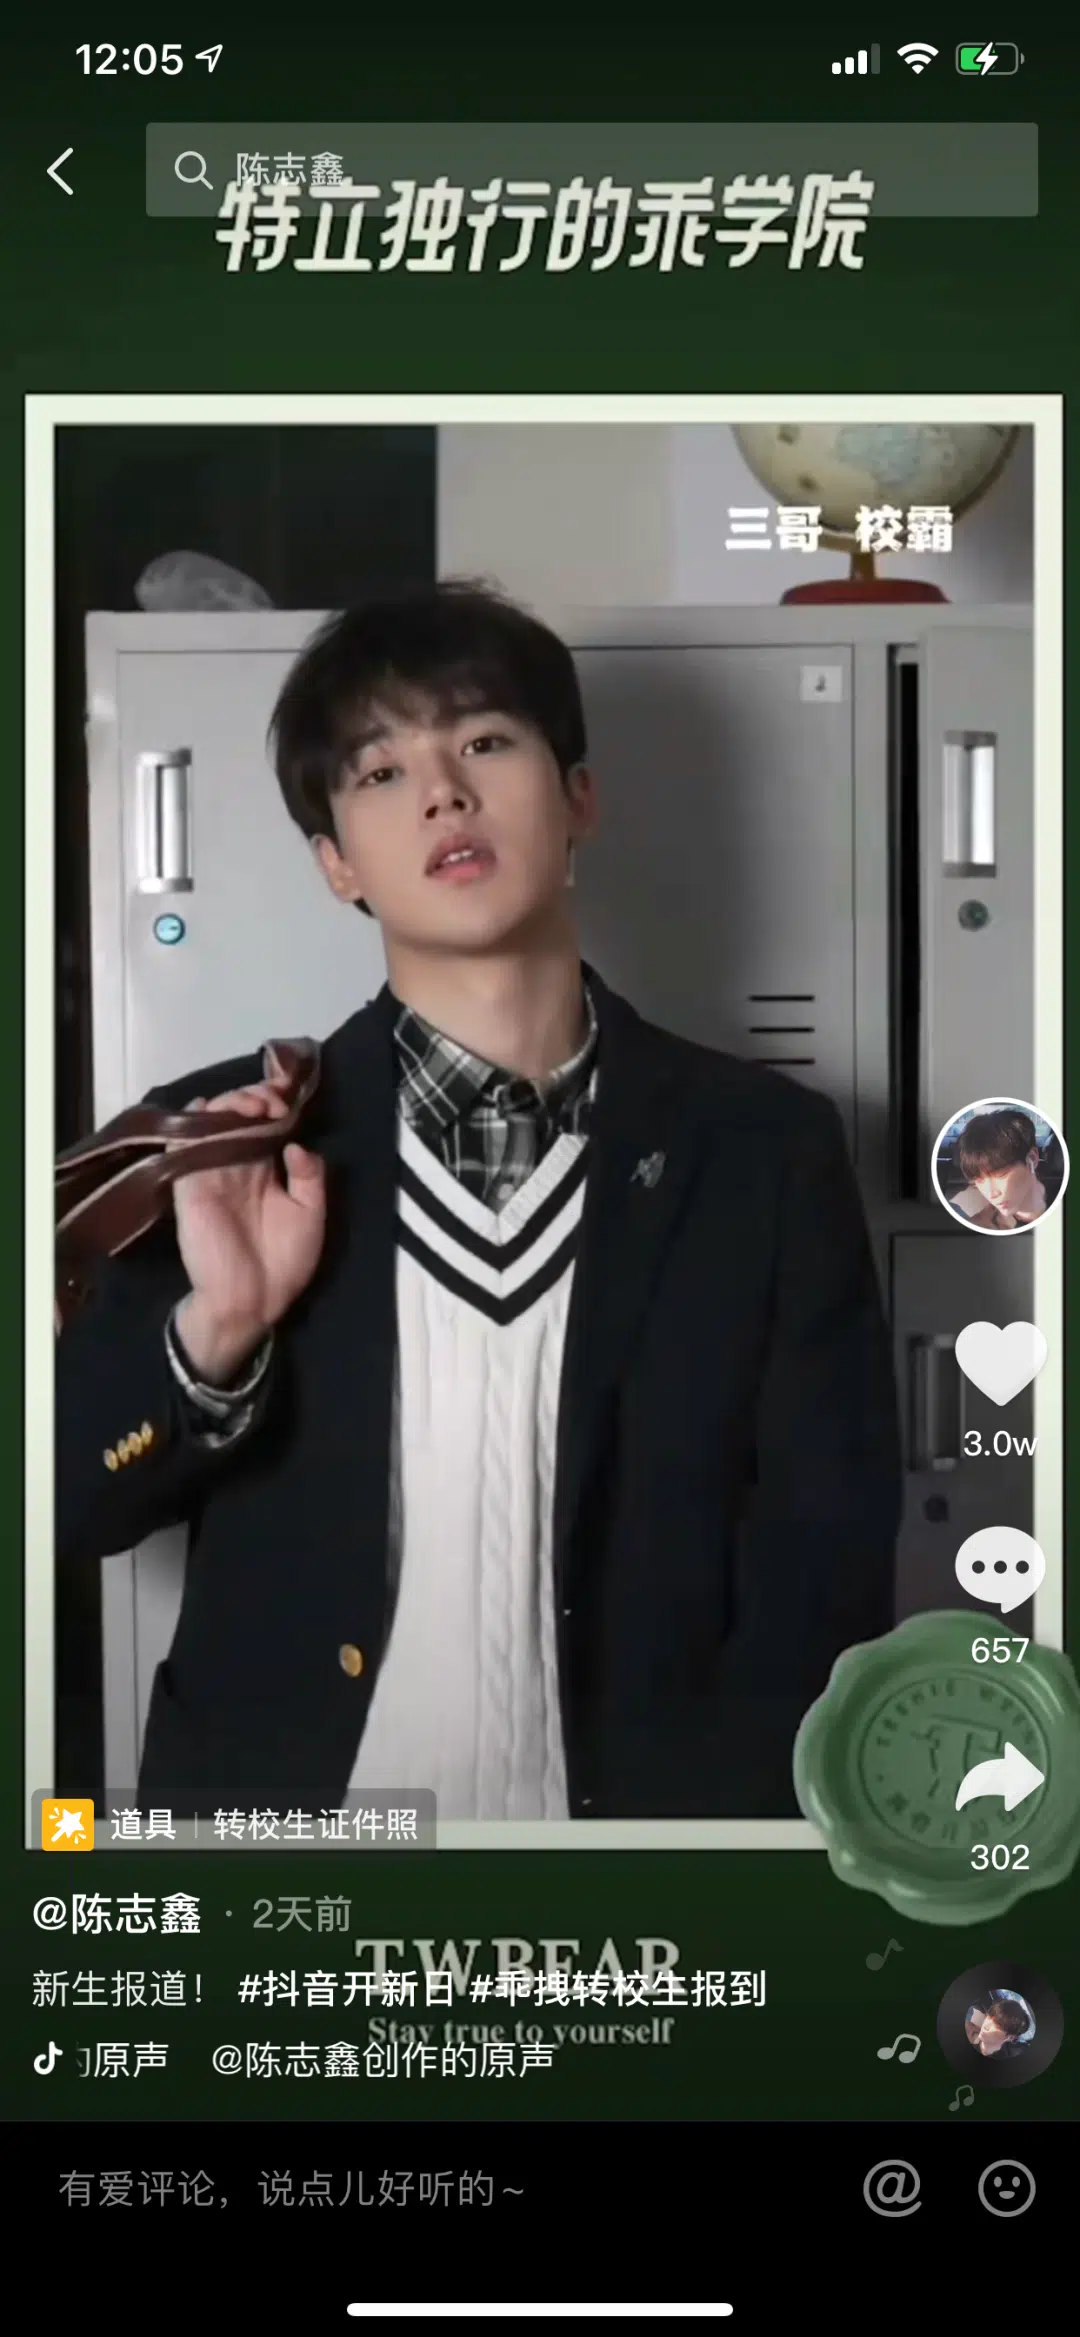 12:05
陈志鑫
特立独行的乖学院
三哥 校霸
3.0w
657
302
道具 | 转校生证件照
@陈志鑫 · 2天前
T.W.BEAR
新生报道！ #抖音开新日 #乖拽转校生报到
Stay true to yourself
原声 @陈志鑫创作的原声
有爱评论，说点儿好听的~